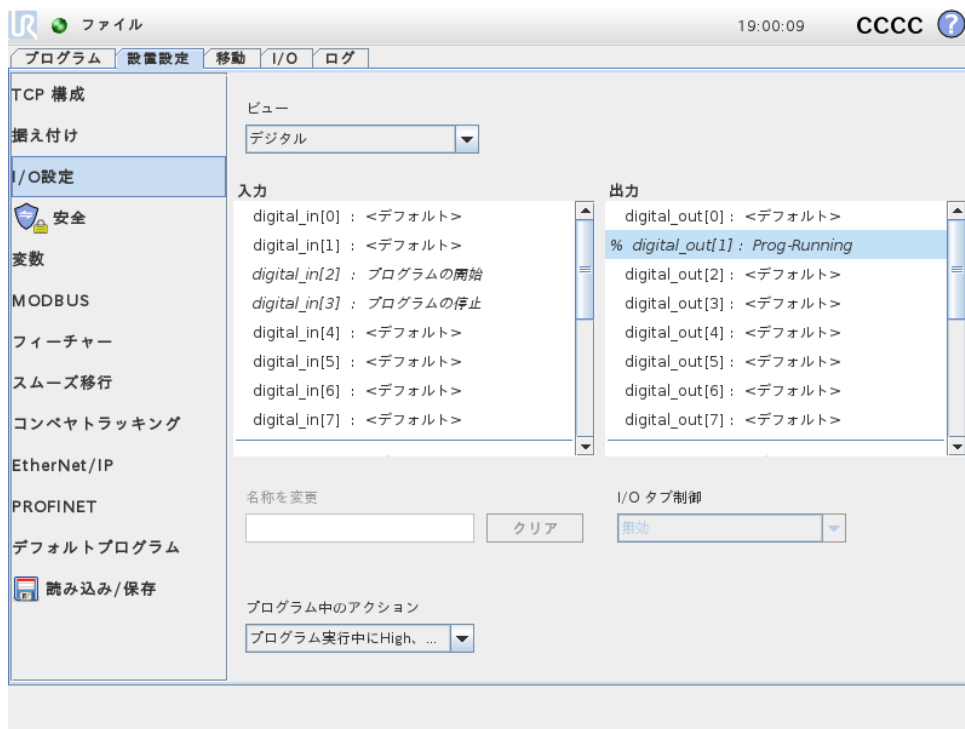 UR ファイル 19:00:09 CCCC ?
プログラム 設置設定 移動 I/O ログ
TCP 構成
据え付け
I/O設定
安全
変数
MODBUS
フィーチャー
スムーズ移行
コンベヤトラッキング
EtherNet/IP
PROFINET
デフォルトプログラム
読み込み/保存
ビュー
デジタル
入力
digital_in[0] : <デフォルト>
digital_in[1] : <デフォルト>
digital_in[2] : プログラムの開始
digital_in[3] : プログラムの停止
digital_in[4] : <デフォルト>
digital_in[5] : <デフォルト>
digital_in[6] : <デフォルト>
digital_in[7] : <デフォルト>
出力
digital_out[0] : <デフォルト>
% digital_out[1] : Prog-Running
digital_out[2] : <デフォルト>
digital_out[3] : <デフォルト>
digital_out[4] : <デフォルト>
digital_out[5] : <デフォルト>
digital_out[6] : <デフォルト>
digital_out[7] : <デフォルト>
名称を変更
クリア
I/O タブ制御
無効
プログラム中のアクション
プログラム実行中にHigh、...